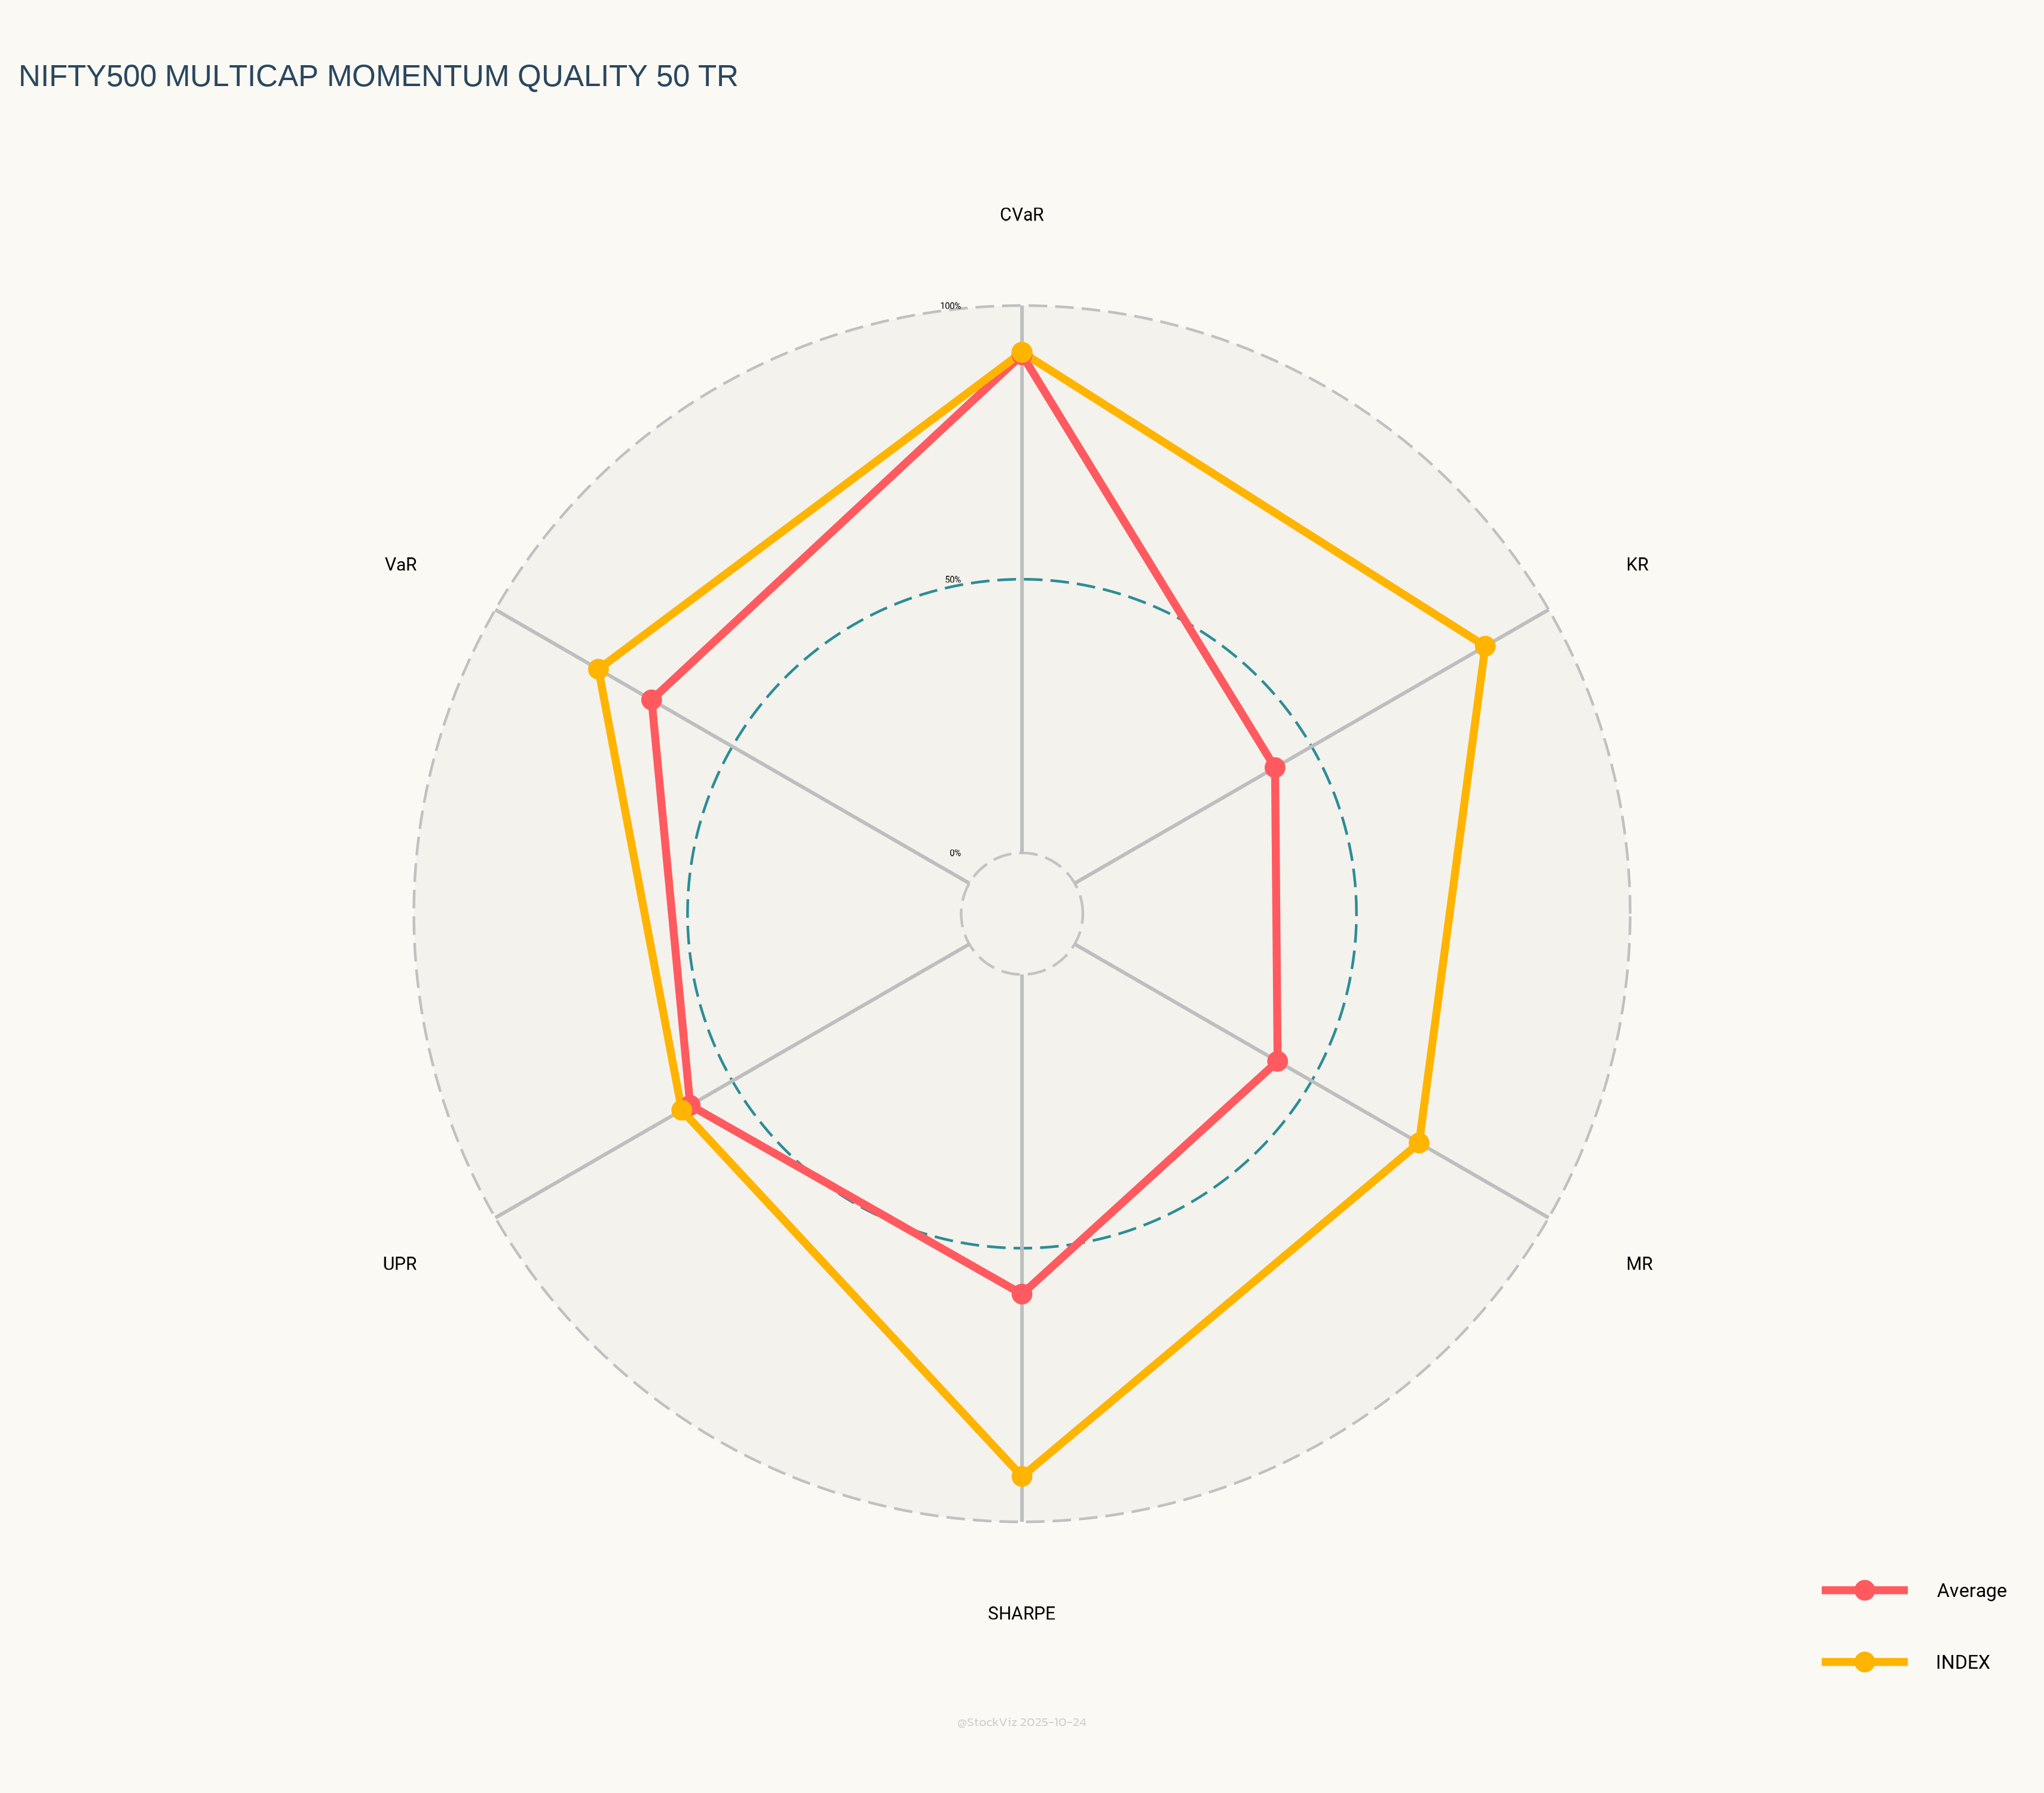 NIFTY500 MULTICAP MOMENTUM QUALITY 50 TR
CVaR
100%
VaR
KR
50%
0%
UPR
MR
SHARPE
Average
INDEX
@StockViz 2025-10-24